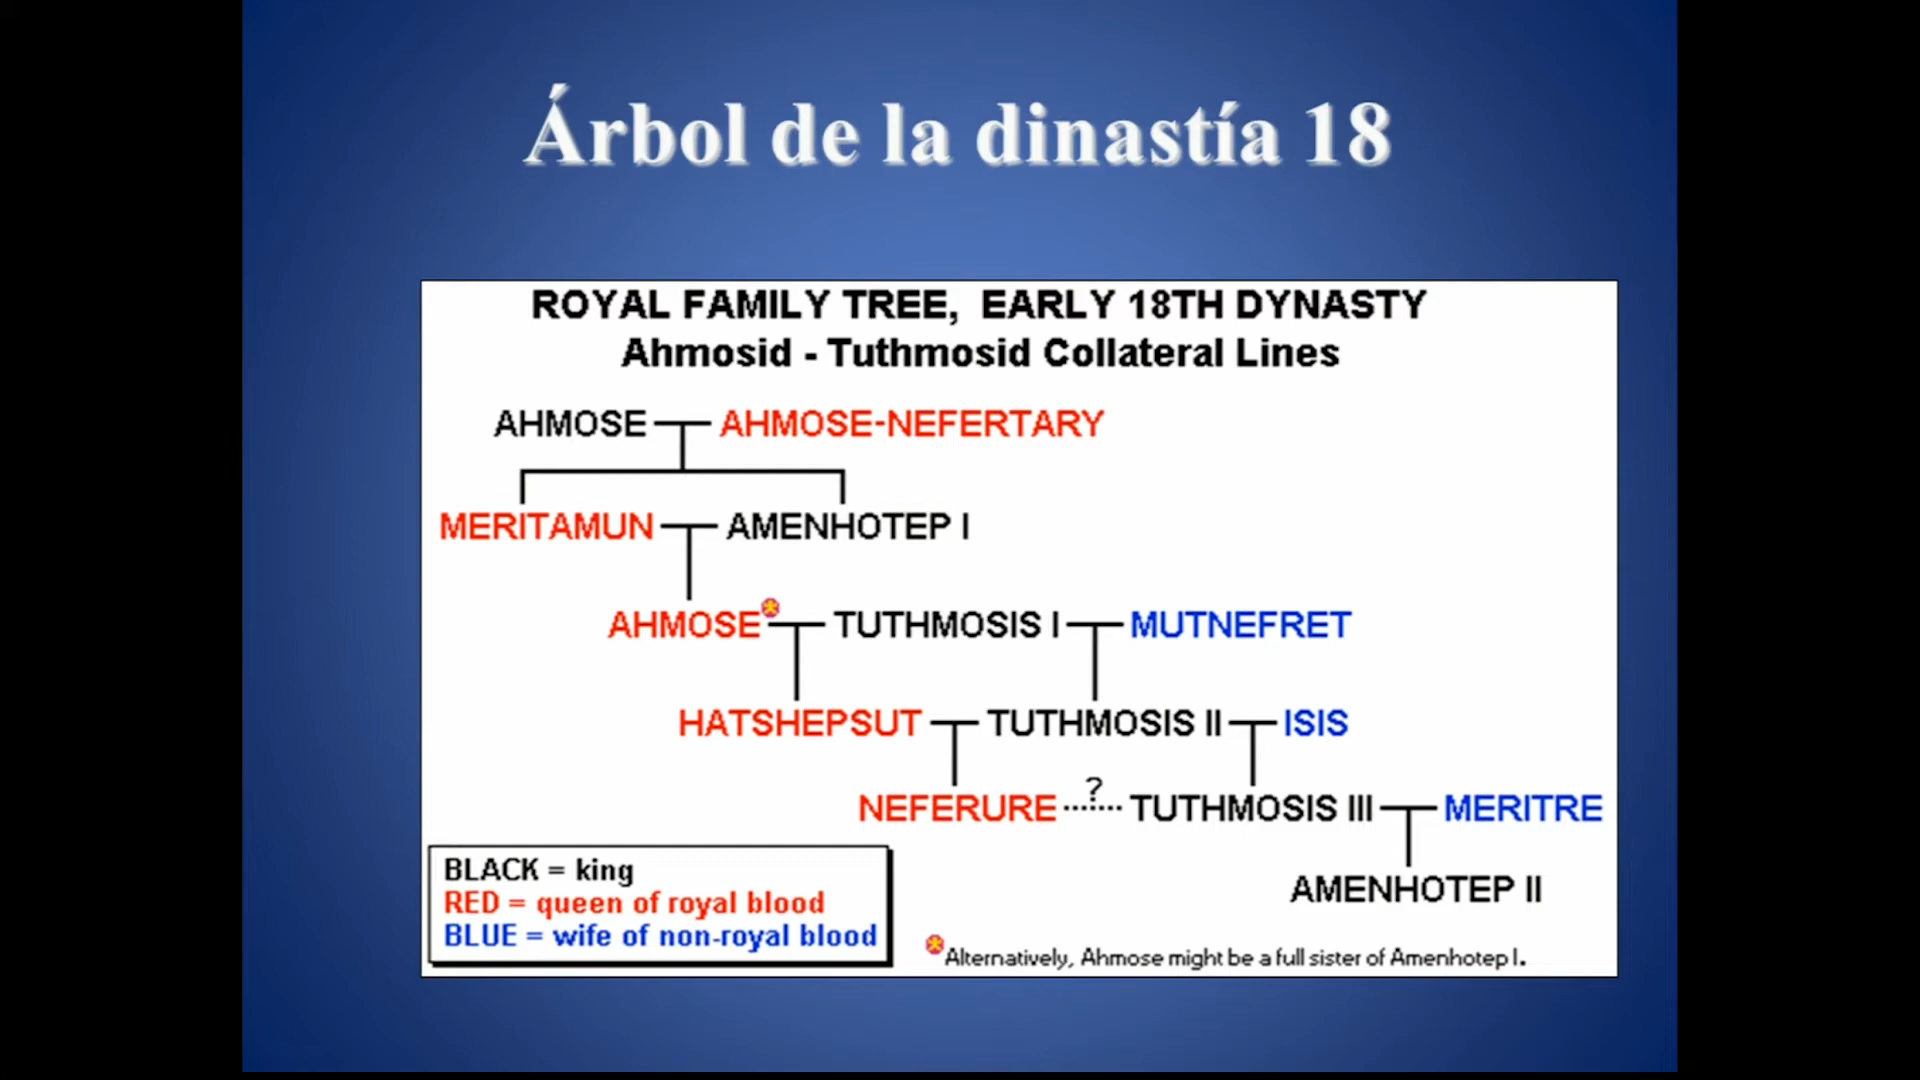 Árbol de la dinastía 18
ROYAL FAMILY TREE, EARLY 18TH DYNASTY
Ahmosid - Tuthmosid Collateral Lines
AHMOSE AHMOSE-NEFERTARY
MERITAMUN AMENHOTEP I
AHMOSE* TUTHMOSIS I MUTNEFRET
HATSHEPSUT TUTHMOSIS II ISIS
NEFERURE ? TUTHMOSIS III MERITRE
AMENHOTEP II
BLACK = king
RED = queen of royal blood
BLUE = wife of non-royal blood
*Alternatively, Ahmose might be a full sister of Amenhotep I.